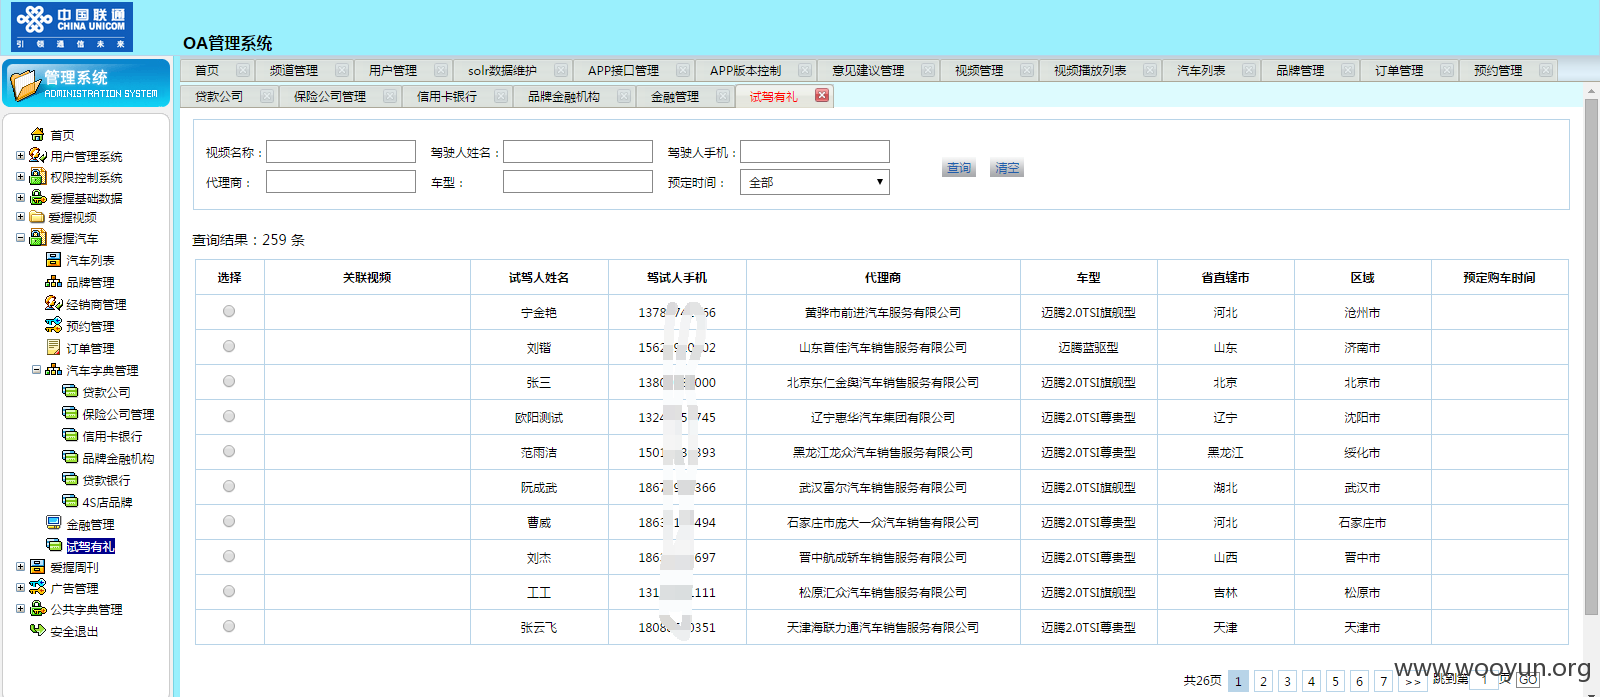 中国联通
CHINA UNICOM
引领通信未来
OA管理系统
管理系统
ADMINISTRATION SYSTEM
首页 频道管理 用户管理 solr数据维护 APP接口管理 APP版本控制 意见建议管理 视频管理 视频播放列表 汽车列表 品牌管理 订单管理 预约管理
贷款公司 保险公司管理 信用卡银行 品牌金融机构 金融管理 试驾有礼
首页
用户管理系统
权限控制系统
爱握基础数据
爱握视频
爱握汽车
汽车列表
品牌管理
经销商管理
预约管理
订单管理
汽车字典管理
贷款公司
保险公司管理
信用卡银行
品牌金融机构
贷款银行
4S店品牌
金融管理
试驾有礼
爱握周刊
广告管理
公共字典管理
安全退出
视频名称： 驾驶人姓名： 驾驶人手机： 查询 清空
代理商： 车型： 预定时间： 全部
查询结果：259 条
选择 关联视频 试驾人姓名 驾试人手机 代理商 车型 省直辖市 区域 预定购车时间
宁金艳 黄骅市前进汽车服务有限公司 迈腾2.0TSI旗舰型 河北 沧州市
刘锴 山东首佳汽车销售服务有限公司 迈腾蓝驱型 山东 济南市
张三 北京东仁金舆汽车销售服务有限公司 迈腾2.0TSI旗舰型 北京 北京市
欧阳测试 辽宁惠华汽车集团有限公司 迈腾2.0TSI尊贵型 辽宁 沈阳市
范雨洁 黑龙江龙众汽车销售服务有限公司 迈腾2.0TSI尊贵型 黑龙江 绥化市
阮成武 武汉富尔汽车销售服务有限公司 迈腾2.0TSI旗舰型 湖北 武汉市
曹威 石家庄市庞大一众汽车销售服务有限公司 迈腾2.0TSI尊贵型 河北 石家庄市
刘杰 晋中航成轿车销售服务有限公司 迈腾2.0TSI尊贵型 山西 晋中市
工工 松原汇众汽车销售服务有限公司 迈腾2.0TSI旗舰型 吉林 松原市
张云飞 天津海联力通汽车销售服务有限公司 迈腾2.0TSI尊贵型 天津 天津市
共26页 1 2 3 4 5 6 7 >> 跳到第 1 页 GO
www.wooyun.org